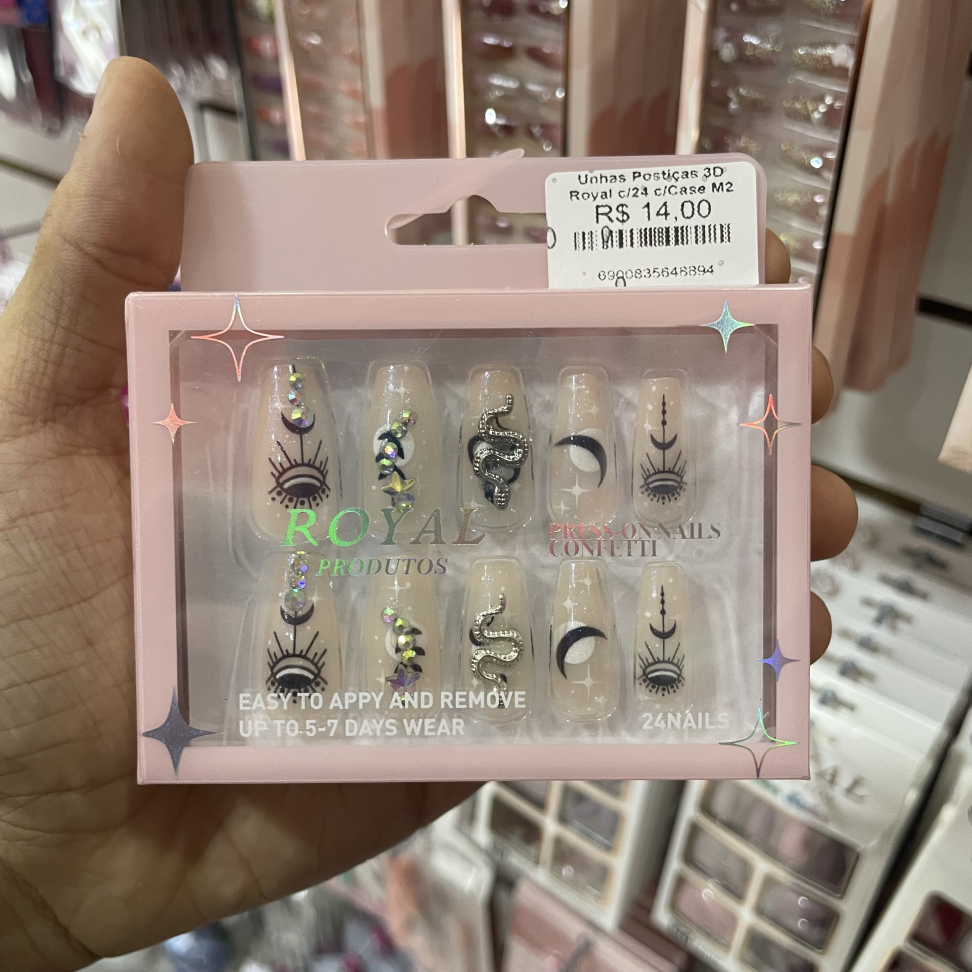 Unhas Postiças 3D
Royal c/24 c/Case M2
R$ 14,00
6900835646894
ROYAL
PRODUTOS
PRESS-ON NAILS
CONFETTI
EASY TO APPY AND REMOVE
UP TO 5-7 DAYS WEAR
24NAILS